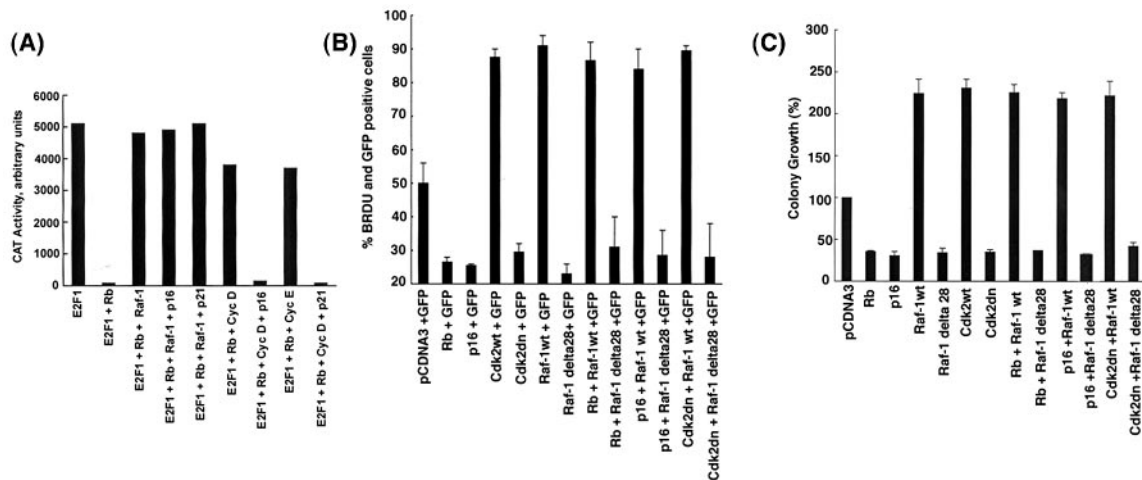 (A)
CAT Activity, arbitrary units
6000
5000
4000
3000
2000
1000
0
E2F1
E2F1 + Rb
E2F1 + Rb + Raf-1
E2F1 + Rb + Raf-1 + p16
E2F1 + Rb + Raf-1 + p21
E2F1 + Rb + Cyc D
E2F1 + Rb + Cyc D + p16
E2F1 + Rb + Cyc E
E2F1 + Rb + Cyc D + p21
(B)
% BRDU and GFP positive cells
100
90
80
70
60
50
40
30
20
pCDNA3 +GFP
Rb + GFP
p16 + GFP
Cdk2wt + GFP
Cdk2dn + GFP
Raf-1wt + GFP
Raf-1 delta28+ GFP
Rb + Raf-1wt +GFP
Rb + Raf-1 delta28 +GFP
p16 + Raf-1 wt +GFP
p16 + Raf-1 delta28 +GFP
Cdk2dn + Raf-1 wt +GFP
Cdk2dn + Raf-1 delta28 +GFP
(C)
Colony Growth (%)
300
250
200
150
100
50
0
pCDNA3
Rb
p16
Raf-1wt
Raf-1 delta 28
Cdk2wt
Cdk2dn
Rb + Raf-1 wt
Rb + Raf-1 delta28
p16 +Raf-1wt
p16 +Raf-1 delta28
Cdk2dn +Raf-1wt
Cdk2dn +Raf-1 delta28